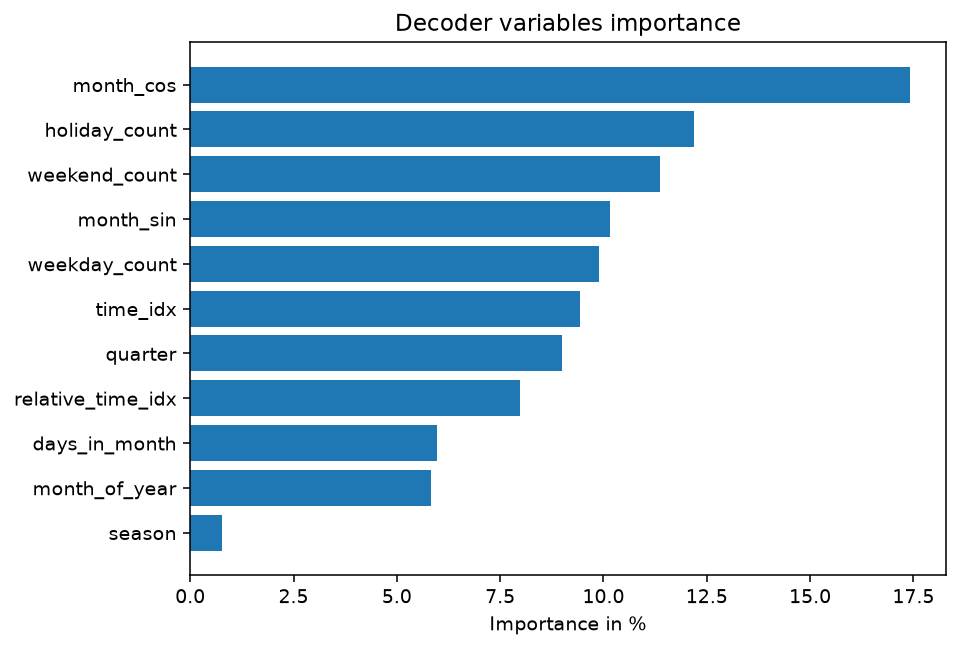 Decoder variables importance
month_cos
holiday_count
weekend_count
month_sin
weekday_count
time_idx
quarter
relative_time_idx
days_in_month
month_of_year
season
0.0 2.5 5.0 7.5 10.0 12.5 15.0 17.5
Importance in %